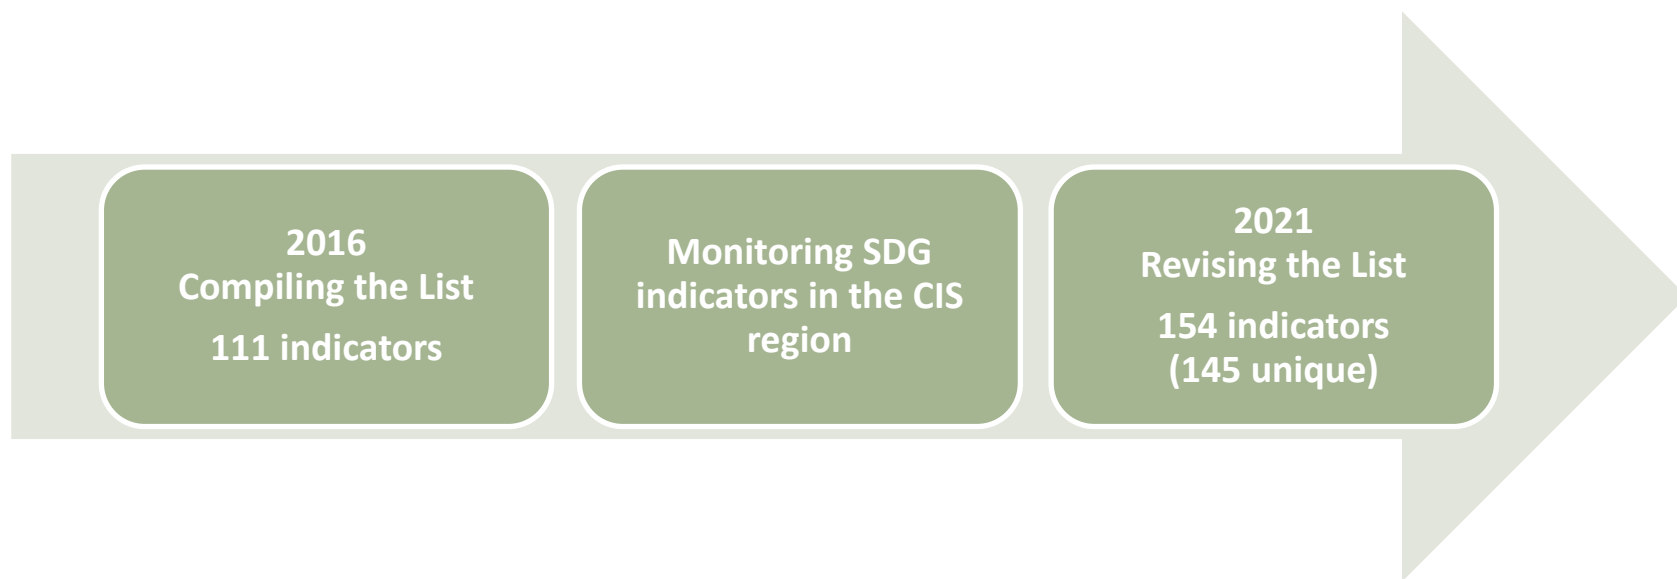 2016
Compiling the List
111 indicators
Monitoring SDG
indicators in the CIS
region
2021
Revising the List
154 indicators
(145 unique)